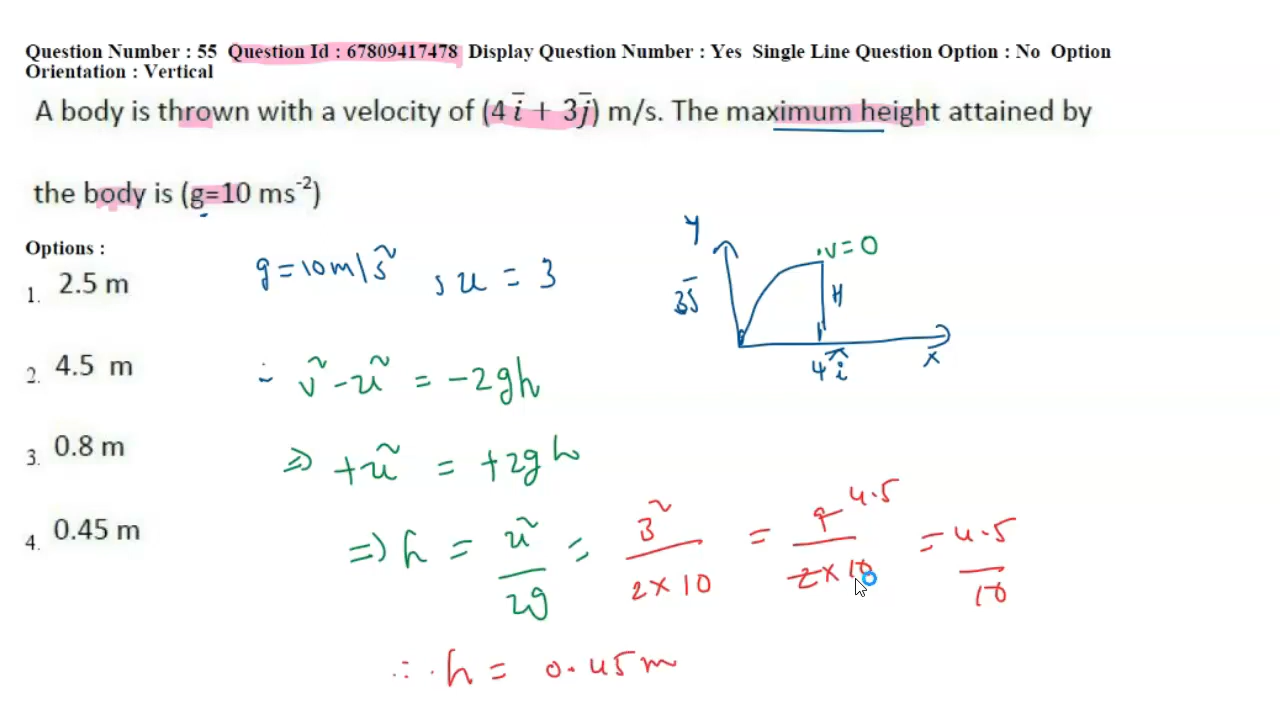 Question Number : 55 Question Id : 67809417478 Display Question Number : Yes Single Line Question Option : No Option
Orientation : Vertical
A body is thrown with a velocity of (4 i̅ + 3j̅) m/s. The maximum height attained by
the body is (g=10 ms⁻²)
Options :
1. 2.5 m
2. 4.5 m
3. 0.8 m
4. 0.45 m
g = 10 m/s² , u = 3
Y
v = 0
3j̅
H
4i
x
∴ v² - u² = -2gh
⇒ +u² = +2gh
⇒ h = u²/2g = 3²/2×10 = 9/2×10 = 4.5/10
4.5
∴ h = 0.45 m